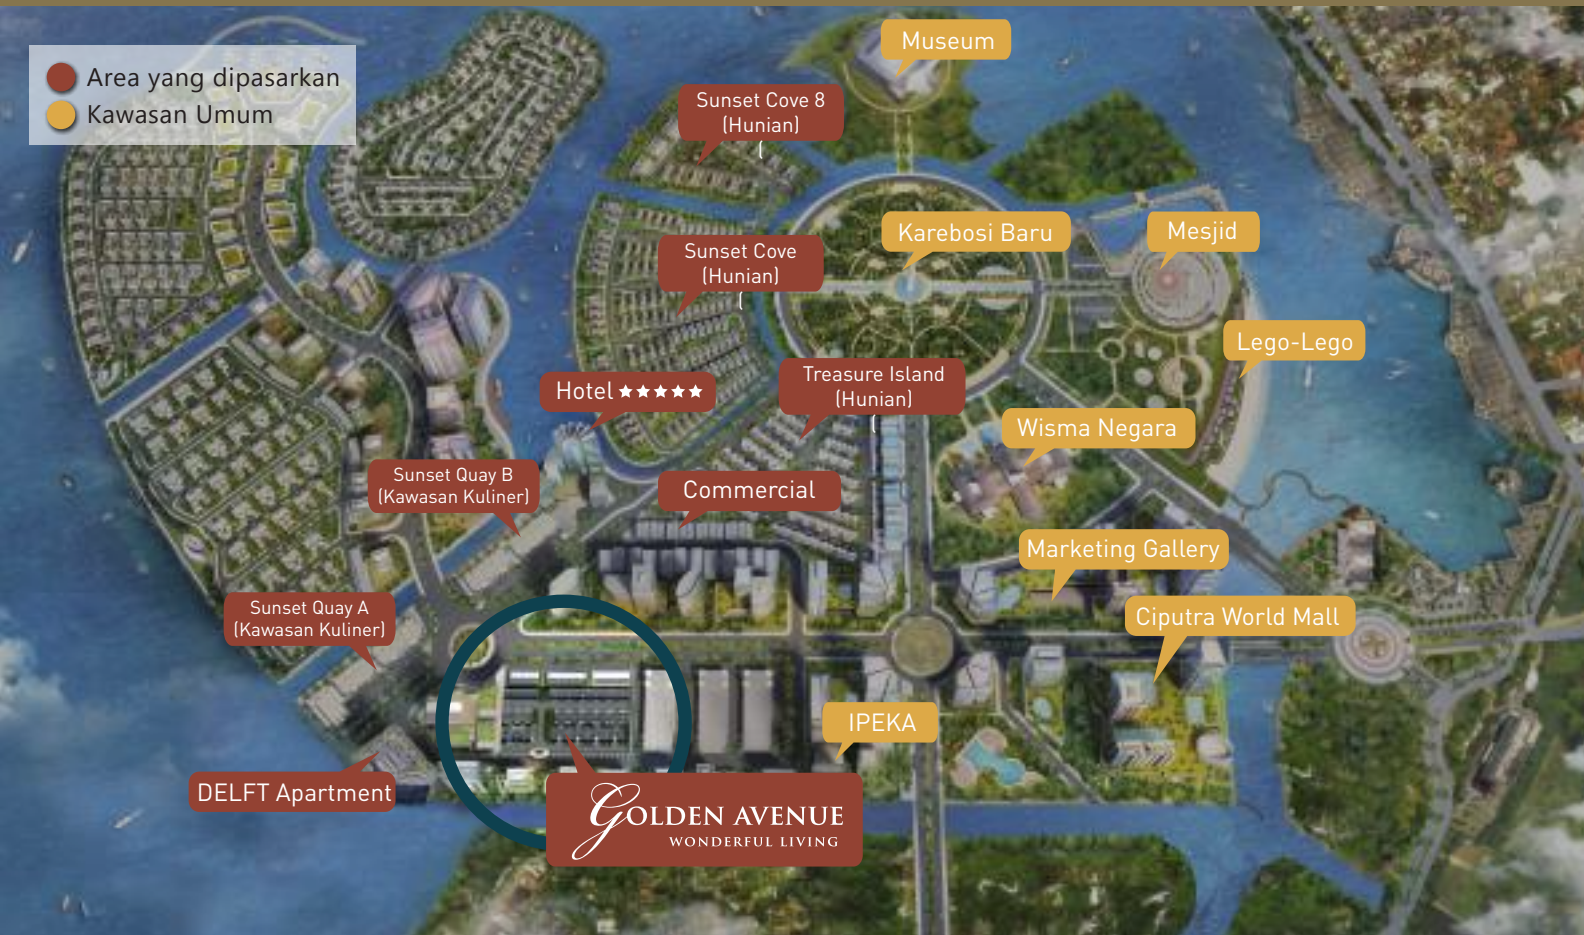 Museum
Area yang dipasarkan
Kawasan Umum
Sunset Cove 8
(Hunian)
(
Karebosi Baru
Mesjid
Sunset Cove
(Hunian)
(
Lego-Lego
Hotel ★★★★★
Treasure Island
(Hunian)
(
Wisma Negara
Sunset Quay B
(Kawasan Kuliner)
Commercial
Marketing Gallery
Sunset Quay A
(Kawasan Kuliner)
Ciputra World Mall
IPEKA
DELFT Apartment
GOLDEN AVENUE
WONDERFUL LIVING